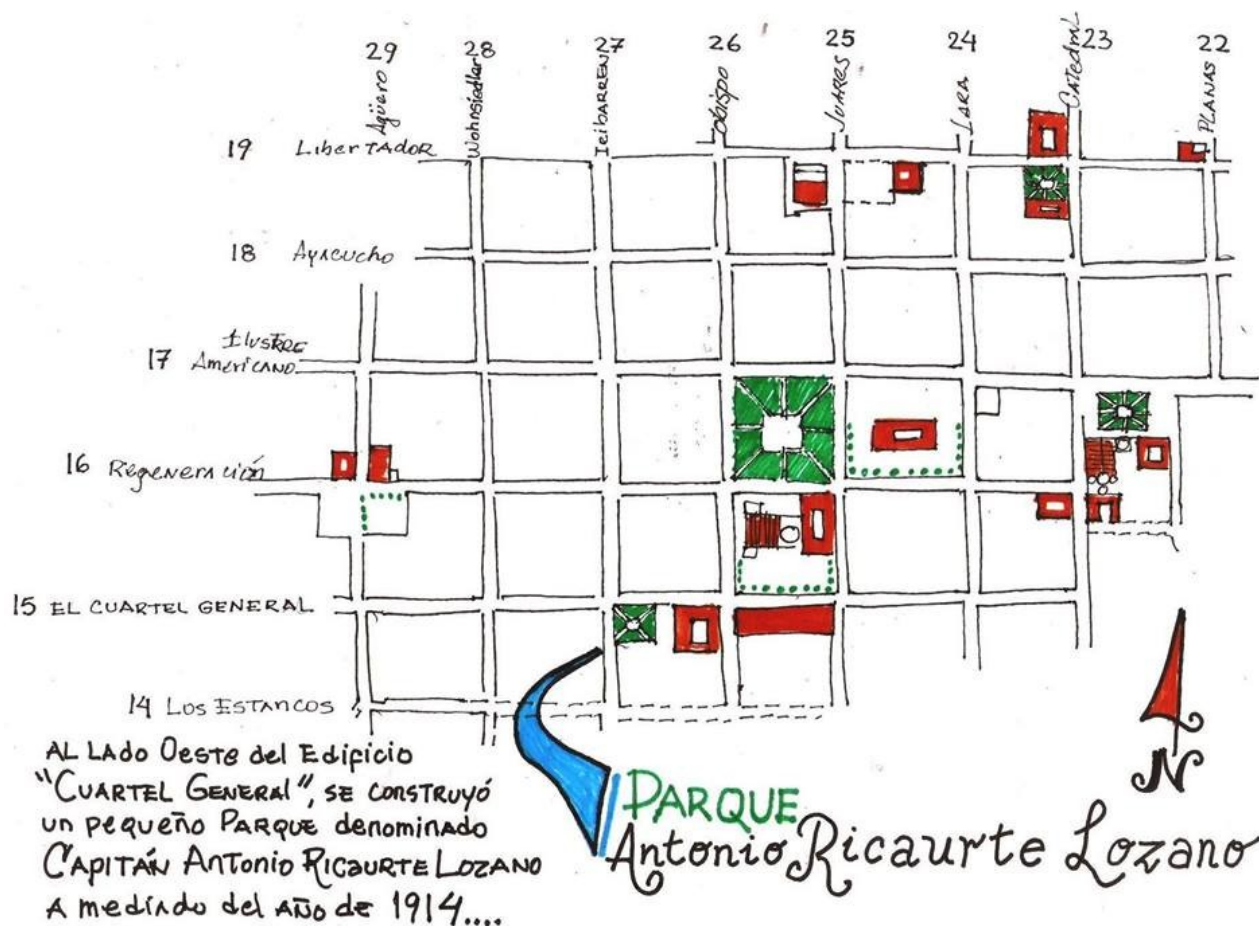 29 28 27 26 25 24 23 22
Agüero
Wohnsiedler
Ieibarren
Obispo
JUARES
LARA
CATEdRAL
PLANAS
19 LiberTADOR
18 AyACUCHO
17 ILUSTRE
AmericANO
16 RegenerACIÓN
15 EL CUARTEL GENERAL
14 LOS ESTANCOS
AL LAdo Oeste del Edificio
"CUARTEL GENERAL", SE CONSTRUYÓ
un pequeño PARQUE denominado
CAPITÁN Antonio RICAURTE LOZANO
A mediAdo del AÑO de 1914....
PARQUE
Antonio Ricaurte Lozano
N